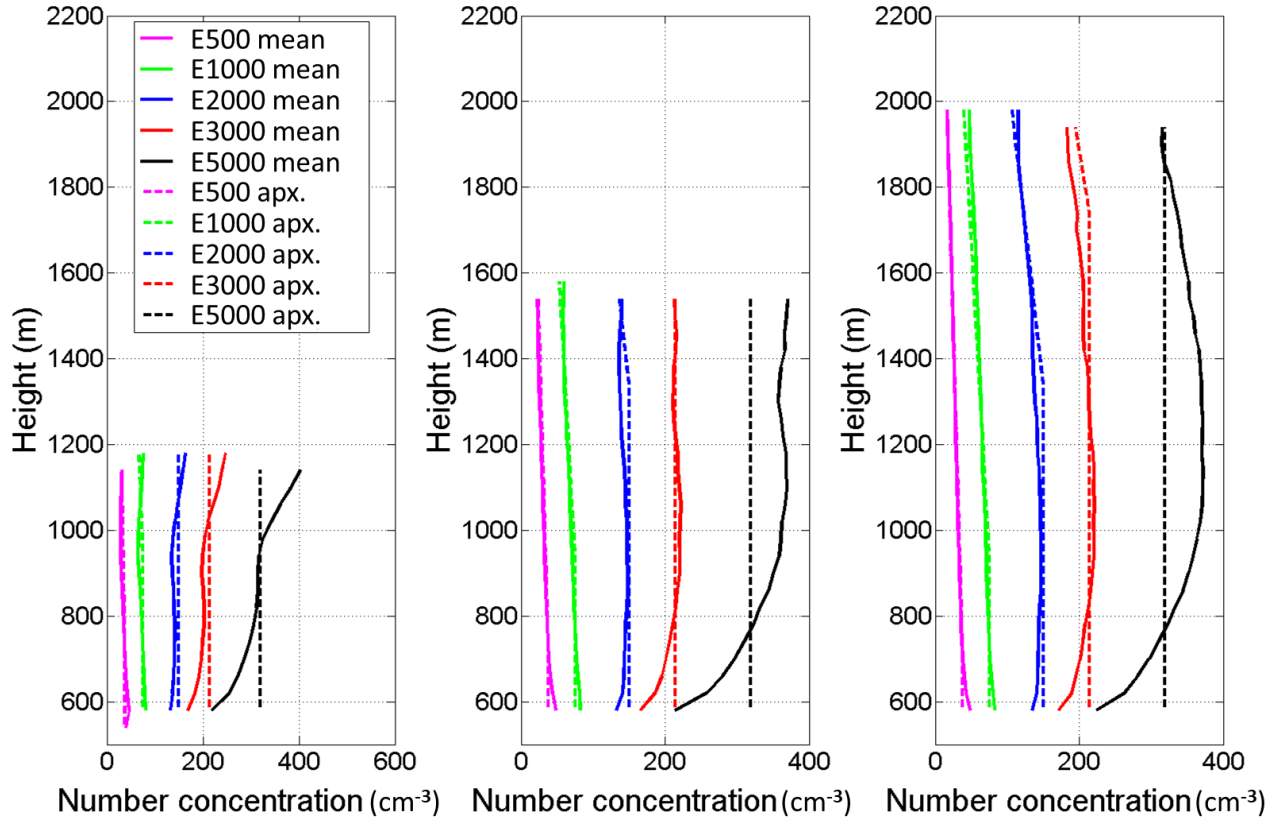 2200
2000
1800
1600
1400
1200
1000
800
600
0
200
400
600
Height (m)
Number concentration (cm⁻³)
E500 mean
E1000 mean
E2000 mean
E3000 mean
E5000 mean
E500 apx.
E1000 apx.
E2000 apx.
E3000 apx.
E5000 apx.
2200
2000
1800
1600
1400
1200
1000
800
600
0
200
400
Height (m)
Number concentration (cm⁻³)
2200
2000
1800
1600
1400
1200
1000
800
600
0
200
400
Height (m)
Number concentration (cm⁻³)